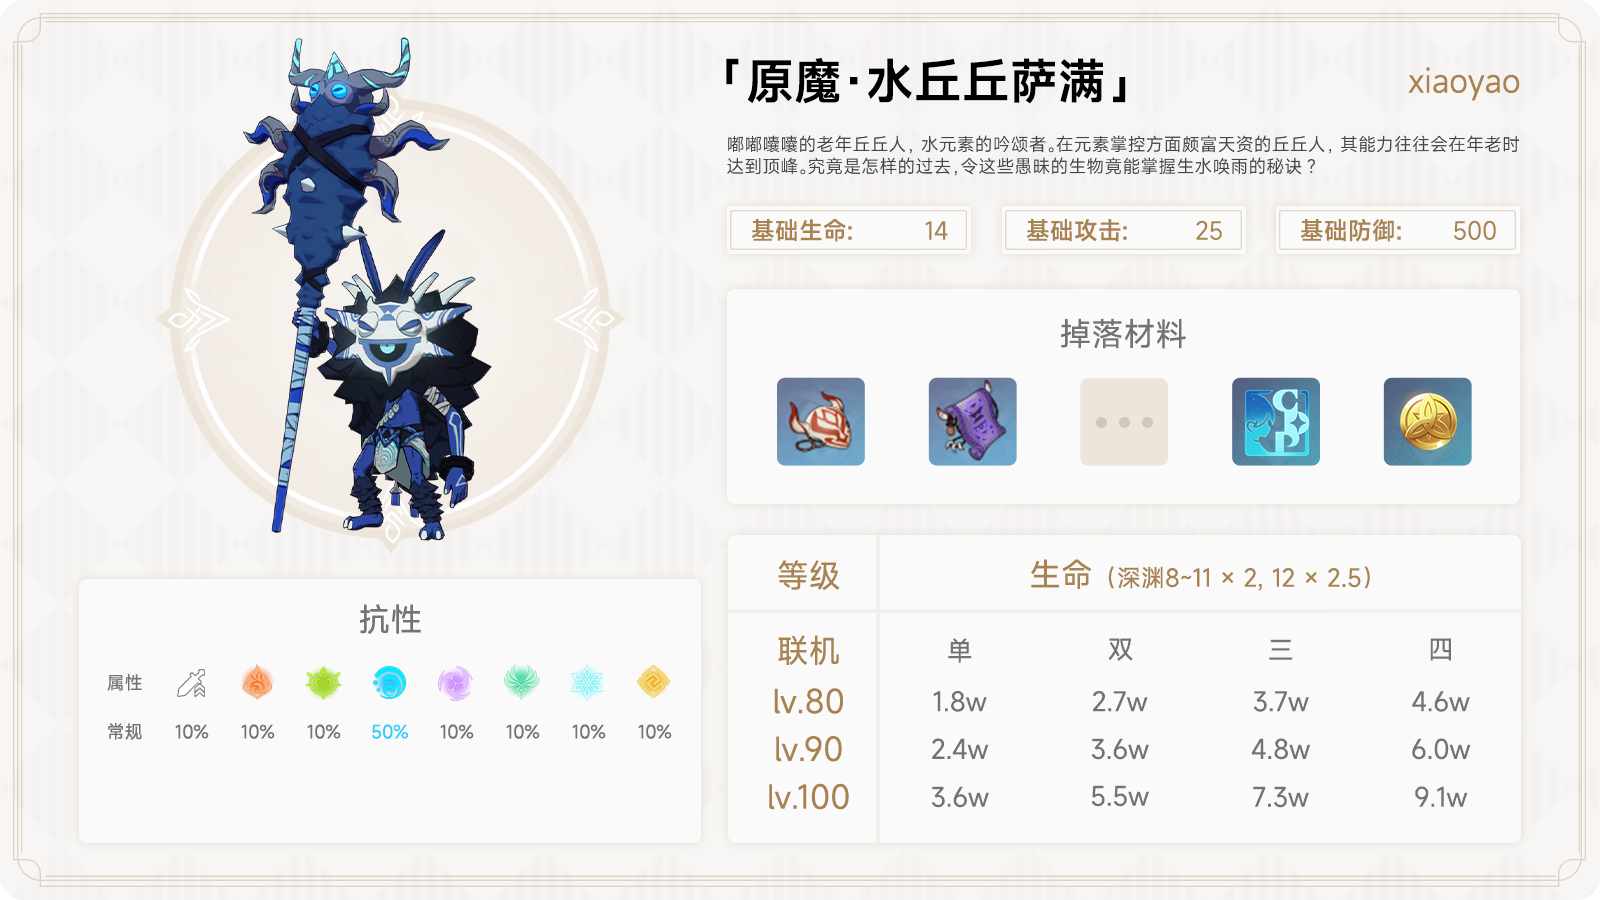 「原魔·水丘丘萨满」
xiaoyao
嘟嘟囔囔的老年丘丘人，水元素的吟颂者。在元素掌控方面颇富天资的丘丘人，其能力往往会在年老时
达到顶峰。究竟是怎样的过去，令这些愚昧的生物竟能掌握生水唤雨的秘诀？
基础生命: 14
基础攻击: 25
基础防御: 500
掉落材料
COP
抗性
属性
常规 10% 10% 10% 50% 10% 10% 10% 10%
等级 生命（深渊8~11 × 2, 12 × 2.5）
联机 单 双 三 四
lv.80 1.8w 2.7w 3.7w 4.6w
lv.90 2.4w 3.6w 4.8w 6.0w
lv.100 3.6w 5.5w 7.3w 9.1w